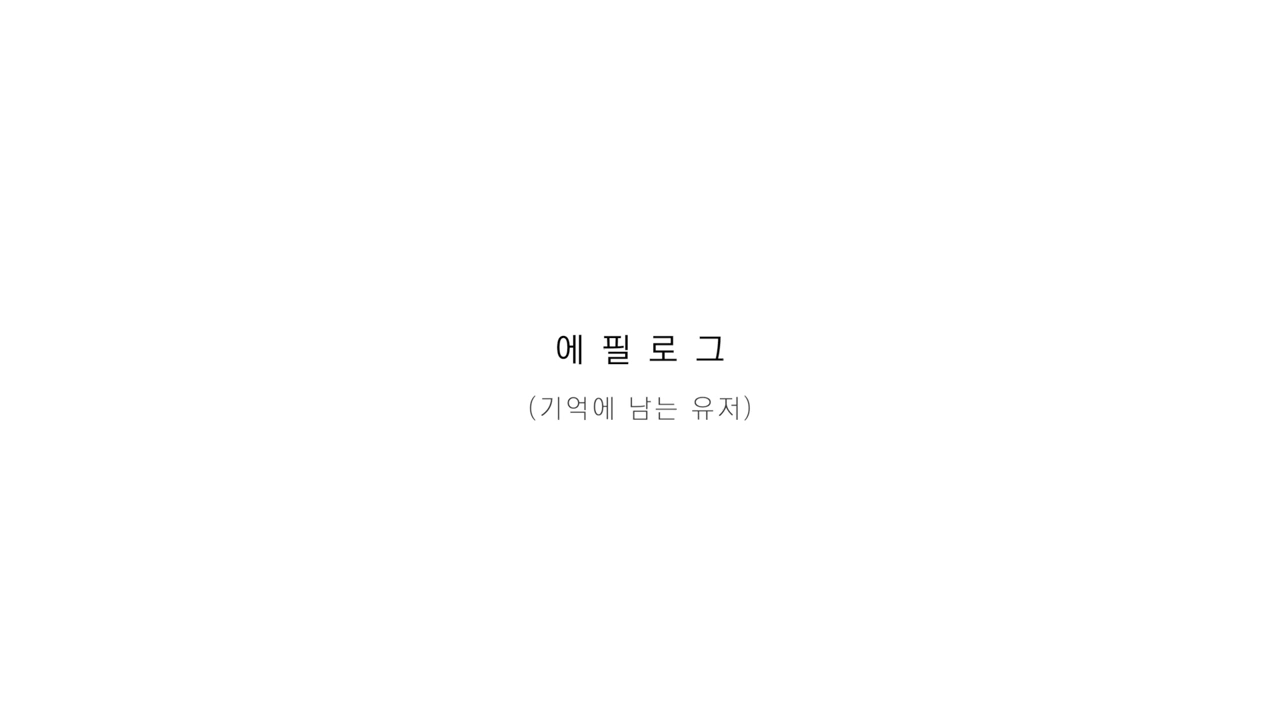 에 필 로 그
(기억에 남는 유저)